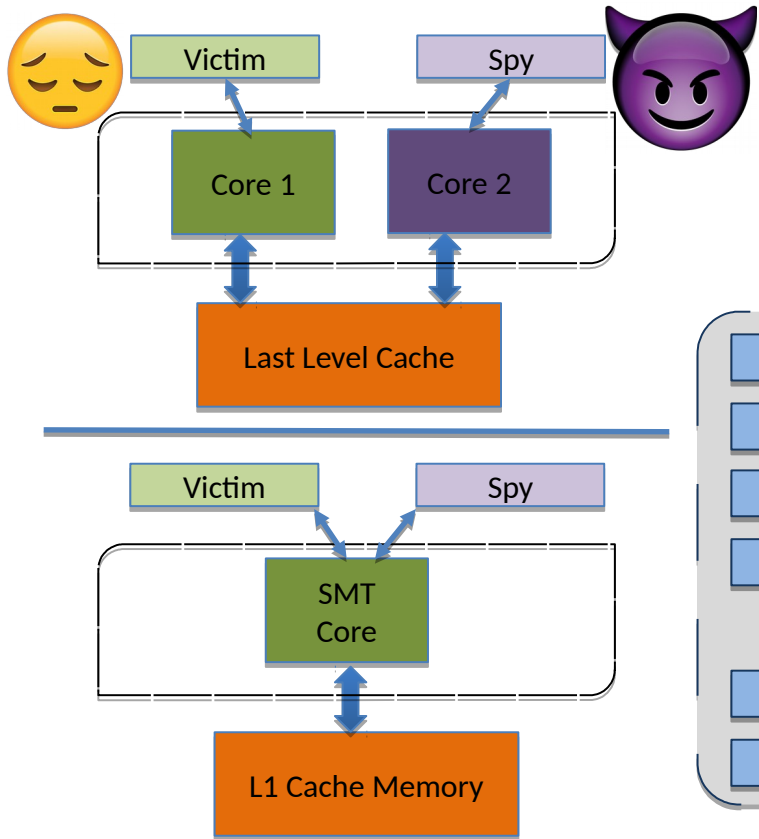 Victim
Spy
Core 1
Core 2
Last Level Cache
Victim
Spy
SMT
Core
L1 Cache Memory